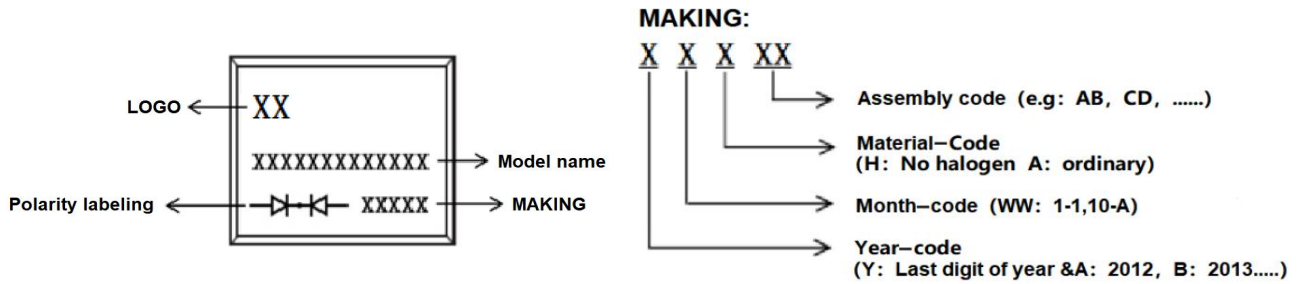 MAKING:
X X X XX
LOGO
XX
Assembly code (e.g: AB, CD, ......)
Material-Code
(H: No halogen A: ordinary)
XXXXXXXXXXXXX
Model name
Polarity labeling
XXXXX
MAKING
Month-code (WW: 1-1,10-A)
Year-code
(Y: Last digit of year &A: 2012, B: 2013.....)